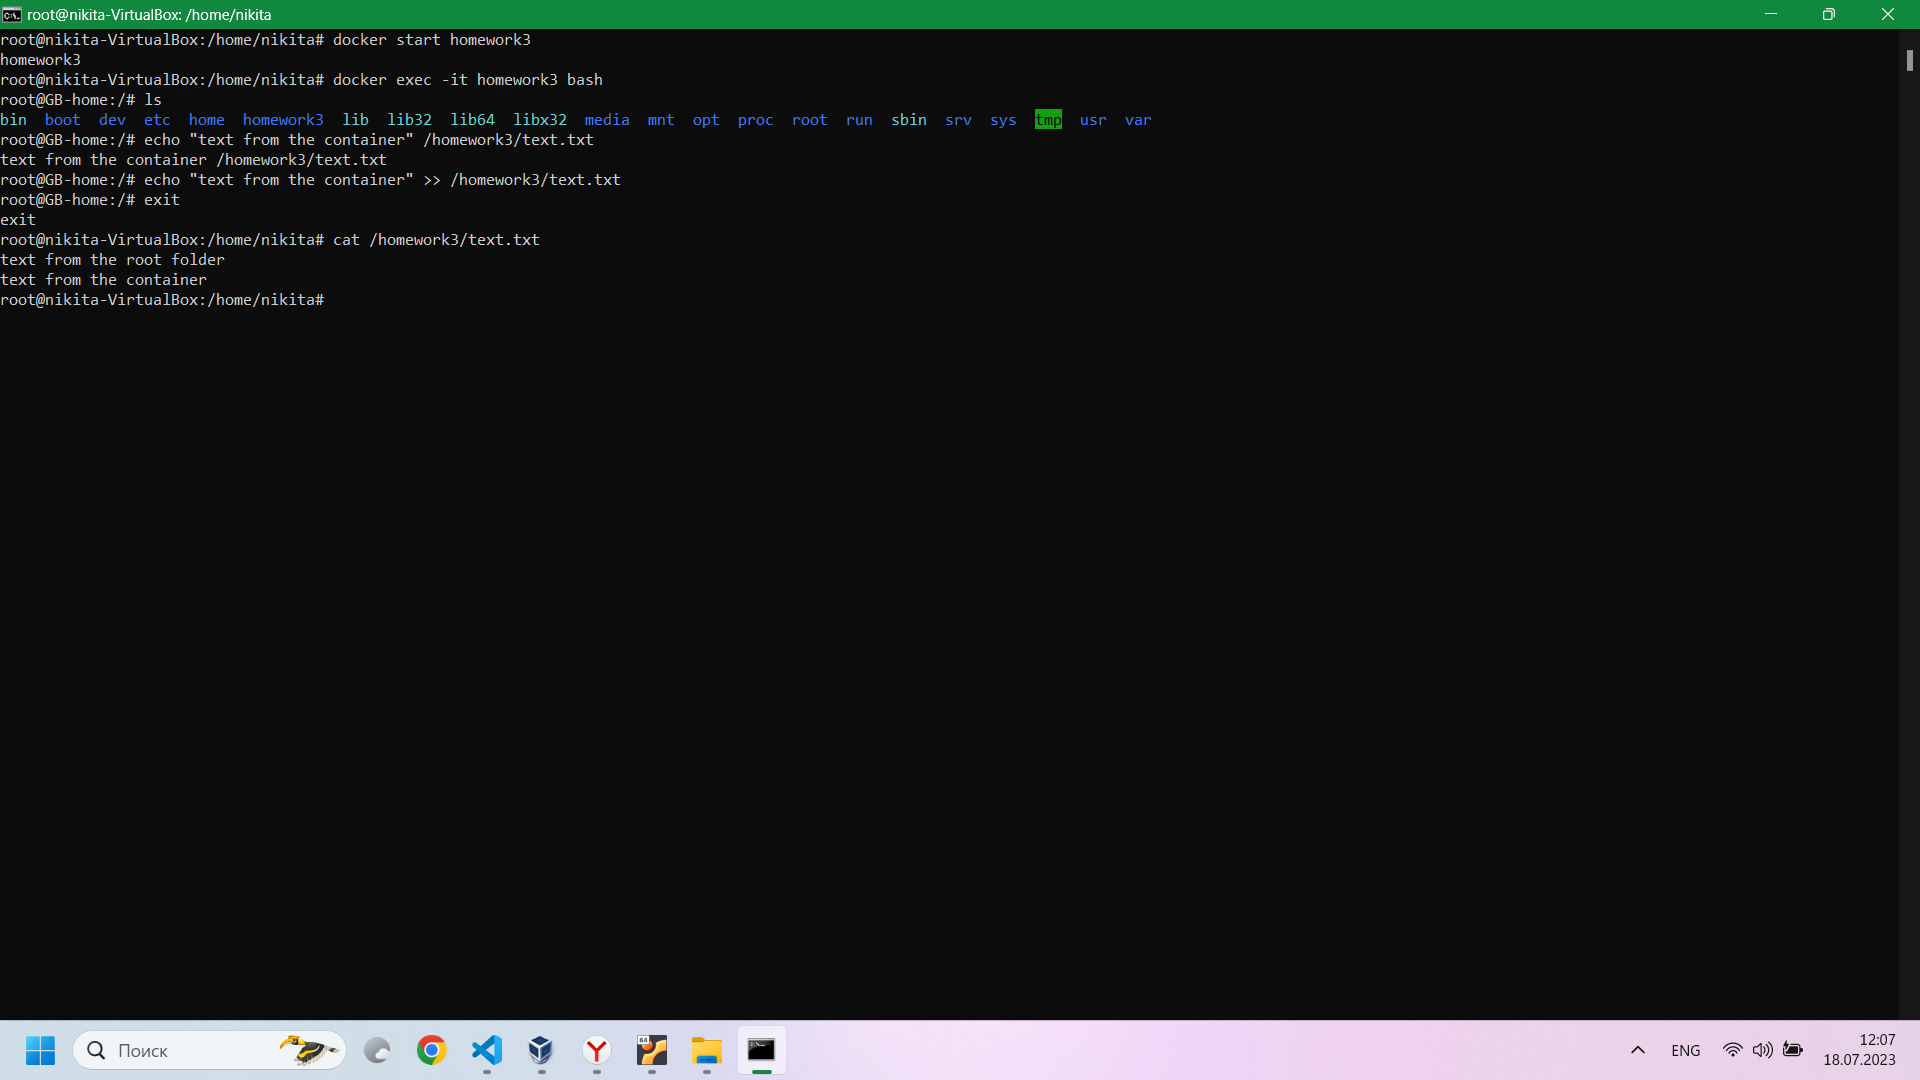 root@nikita-VirtualBox: /home/nikita
root@nikita-VirtualBox:/home/nikita# docker start homework3
homework3
root@nikita-VirtualBox:/home/nikita# docker exec -it homework3 bash
root@GB-home:/# ls
bin  boot  dev  etc  home  homework3  lib  lib32  lib64  libx32  media  mnt  opt  proc  root  run  sbin  srv  sys  tmp  usr  var
root@GB-home:/# echo "text from the container" /homework3/text.txt
text from the container /homework3/text.txt
root@GB-home:/# echo "text from the container" >> /homework3/text.txt
root@GB-home:/# exit
exit
root@nikita-VirtualBox:/home/nikita# cat /homework3/text.txt
text from the root folder
text from the container
root@nikita-VirtualBox:/home/nikita#
Поиск
64
ENG
12:07
18.07.2023